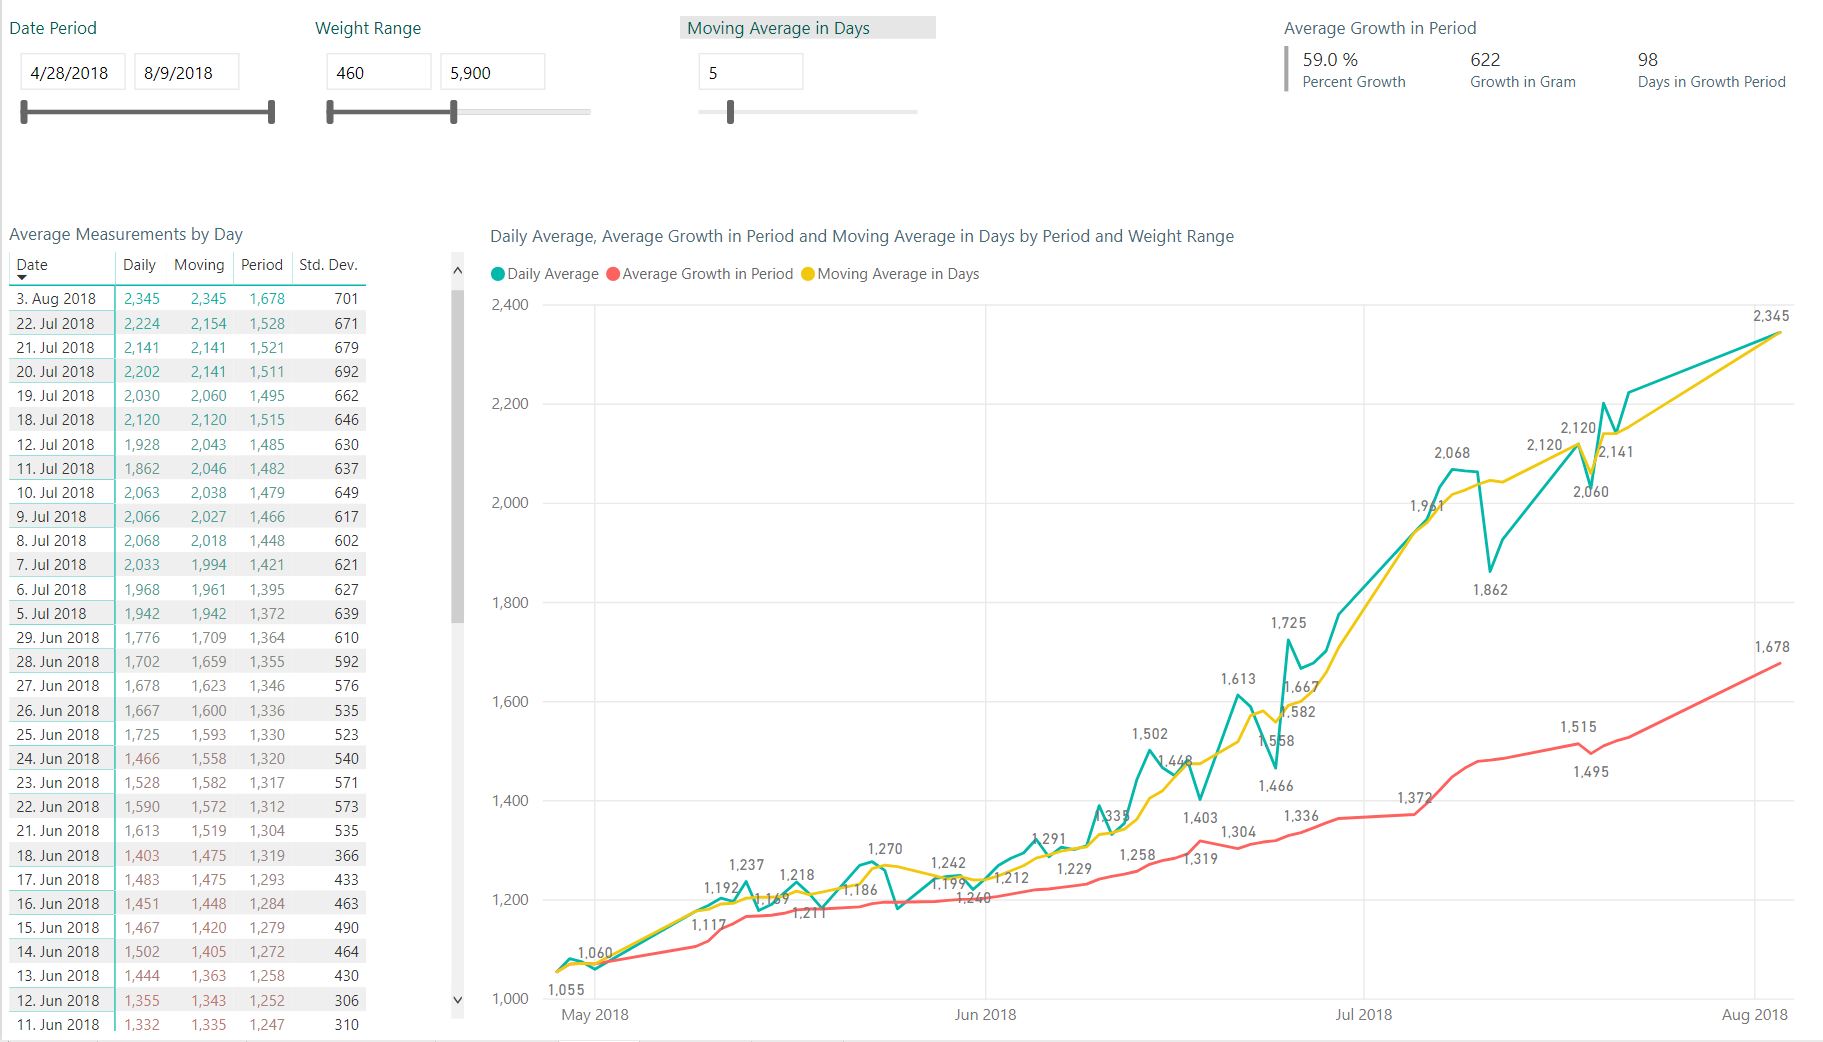 Date Period
Weight Range
Moving Average in Days
Average Growth in Period
4/28/2018 8/9/2018
460 5,900
5
59.0 % 622 98
Percent Growth Growth in Gram Days in Growth Period
Average Measurements by Day
Date Daily Moving Period Std. Dev.
3. Aug 2018 2,345 2,345 1,678 701
22. Jul 2018 2,224 2,154 1,528 671
21. Jul 2018 2,141 2,141 1,521 679
20. Jul 2018 2,202 2,141 1,511 692
19. Jul 2018 2,030 2,060 1,495 662
18. Jul 2018 2,120 2,120 1,515 646
12. Jul 2018 1,928 2,043 1,485 630
11. Jul 2018 1,862 2,046 1,482 637
10. Jul 2018 2,063 2,038 1,479 649
9. Jul 2018 2,066 2,027 1,466 617
8. Jul 2018 2,068 2,018 1,448 602
7. Jul 2018 2,033 1,994 1,421 621
6. Jul 2018 1,968 1,961 1,395 627
5. Jul 2018 1,942 1,942 1,372 639
29. Jun 2018 1,776 1,709 1,364 610
28. Jun 2018 1,702 1,659 1,355 592
27. Jun 2018 1,678 1,623 1,346 576
26. Jun 2018 1,667 1,600 1,336 535
25. Jun 2018 1,725 1,593 1,330 523
24. Jun 2018 1,466 1,558 1,320 540
23. Jun 2018 1,528 1,582 1,317 571
22. Jun 2018 1,590 1,572 1,312 573
21. Jun 2018 1,613 1,519 1,304 535
18. Jun 2018 1,403 1,475 1,319 366
17. Jun 2018 1,483 1,475 1,293 433
16. Jun 2018 1,451 1,448 1,284 463
15. Jun 2018 1,467 1,420 1,279 490
14. Jun 2018 1,502 1,405 1,272 464
13. Jun 2018 1,444 1,363 1,258 430
12. Jun 2018 1,355 1,343 1,252 306
11. Jun 2018 1,332 1,335 1,247 310
Daily Average, Average Growth in Period and Moving Average in Days by Period and Weight Range
Daily Average Average Growth in Period Moving Average in Days
2,400
2,345
2,200
2,120
2,120
2,068
2,141
2,060
2,000
1,961
1,862
1,800
1,725
1,678
1,613
1,667
1,600
1,582
1,515
1,502
1,558
1,448
1,495
1,466
1,400
1,372
1,335
1,403
1,336
1,304
1,291
1,270
1,258
1,319
1,237
1,218
1,242
1,229
1,192
1,186
1,199
1,212
1,200
1,169
1,240
1,211
1,117
1,060
1,055
1,000
May 2018 Jun 2018 Jul 2018 Aug 2018